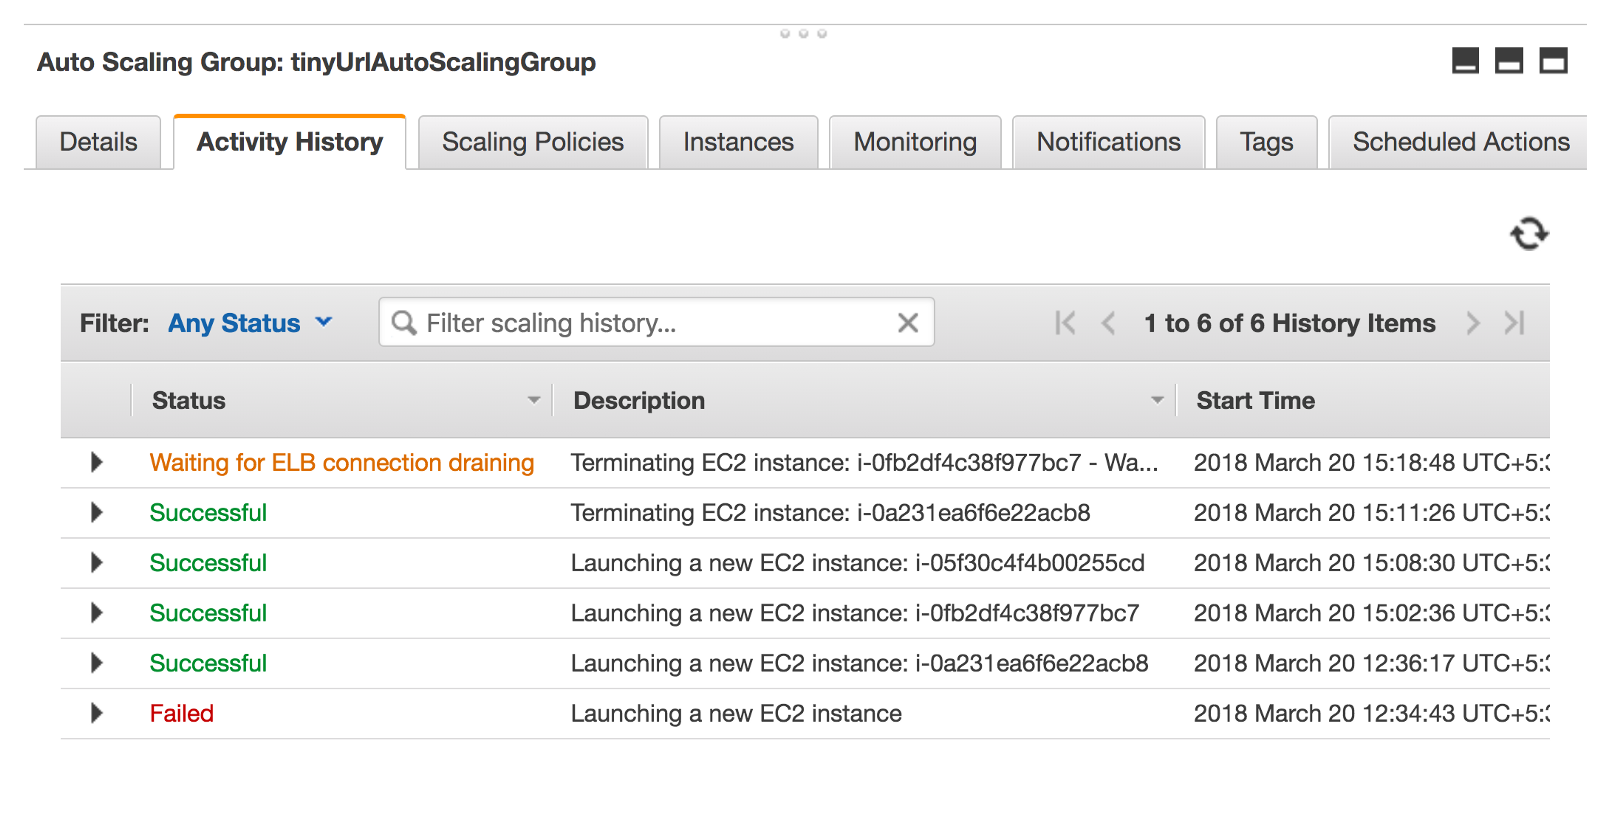 Auto Scaling Group: tinyUrlAutoScalingGroup
Details Activity History Scaling Policies Instances Monitoring Notifications Tags Scheduled Actions
Filter: Any Status Filter scaling history... 1 to 6 of 6 History Items
Status Description Start Time
Waiting for ELB connection draining Terminating EC2 instance: i-0fb2df4c38f977bc7 - Wa... 2018 March 20 15:18:48 UTC+5:3
Successful Terminating EC2 instance: i-0a231ea6f6e22acb8 2018 March 20 15:11:26 UTC+5:3
Successful Launching a new EC2 instance: i-05f30c4f4b00255cd 2018 March 20 15:08:30 UTC+5:3
Successful Launching a new EC2 instance: i-0fb2df4c38f977bc7 2018 March 20 15:02:36 UTC+5:3
Successful Launching a new EC2 instance: i-0a231ea6f6e22acb8 2018 March 20 12:36:17 UTC+5:3
Failed Launching a new EC2 instance 2018 March 20 12:34:43 UTC+5:3